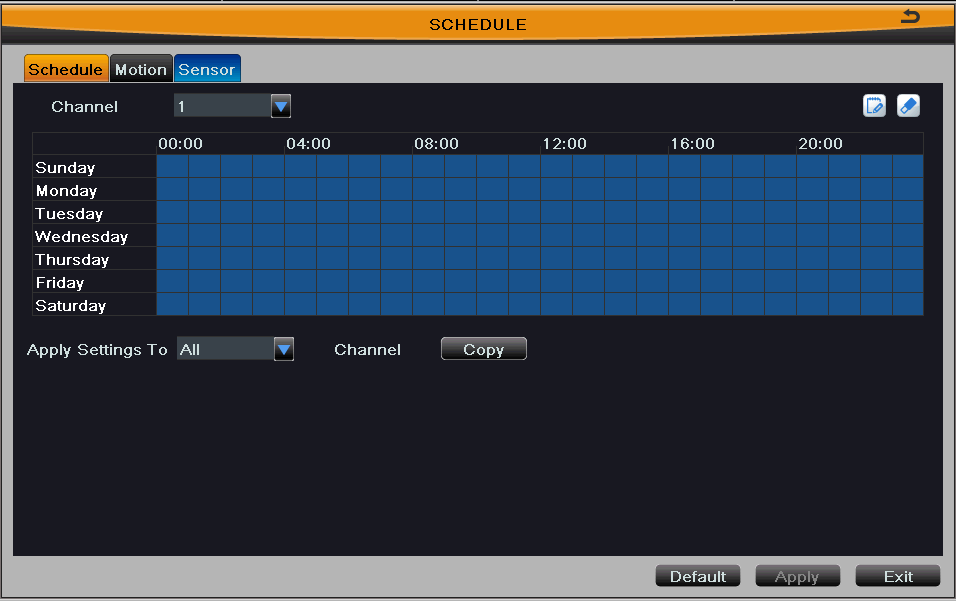 SCHEDULE
Schedule Motion Sensor
Channel 1
00:00 04:00 08:00 12:00 16:00 20:00
Sunday
Monday
Tuesday
Wednesday
Thursday
Friday
Saturday
Apply Settings To All Channel Copy
Default Apply Exit